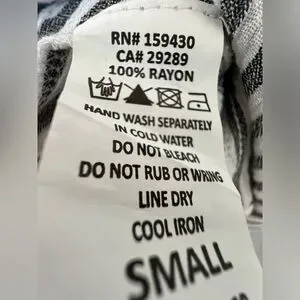 RN# 159430
CA# 29289
100% RAYON
HAND WASH SEPARATELY
IN COLD WATER
DO NOT BLEACH
DO NOT RUB OR WRING
LINE DRY
COOL IRON
SMALL